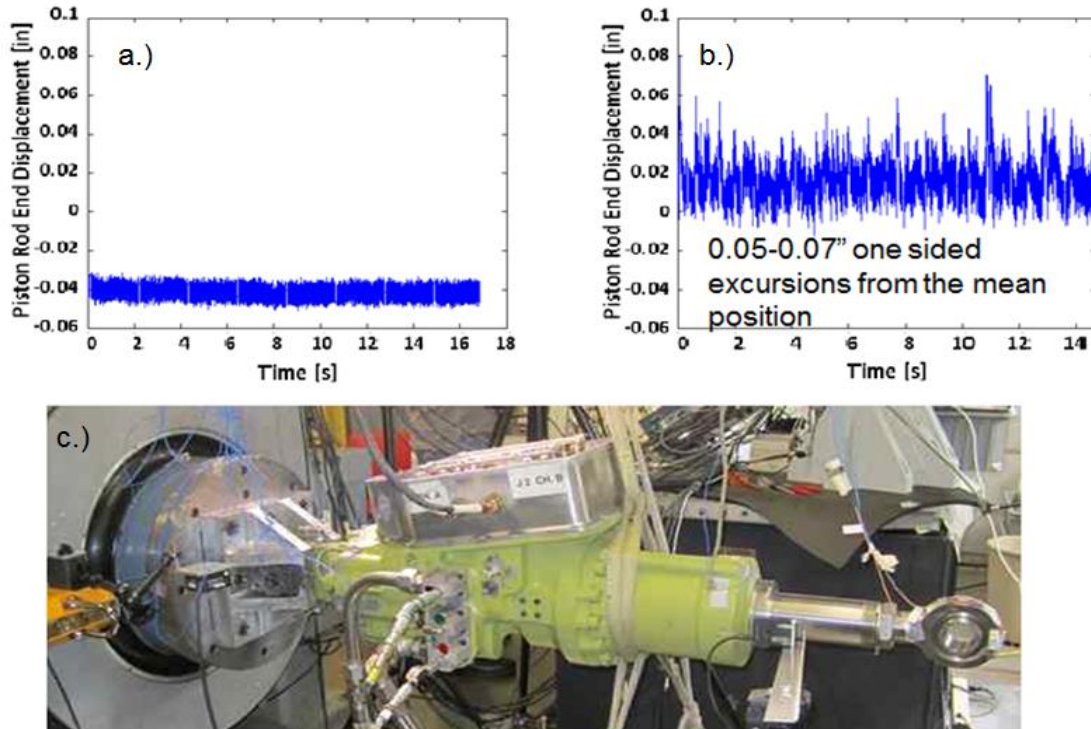 a.)
Piston Rod End Displacement [in]
0.1
0.08
0.06
0.04
0.02
0
-0.02
-0.04
-0.06
0 2 4 6 8 10 12 14 16 18
Time [s]
b.)
Piston Rod End Displacement [in]
0.1
0.08
0.06
0.04
0.02
0
-0.02
-0.04
-0.06
0.05-0.07” one sided
excursions from the mean
position
0 2 4 6 8 10 12 14
Time [s]
c.)
J2 CH.B